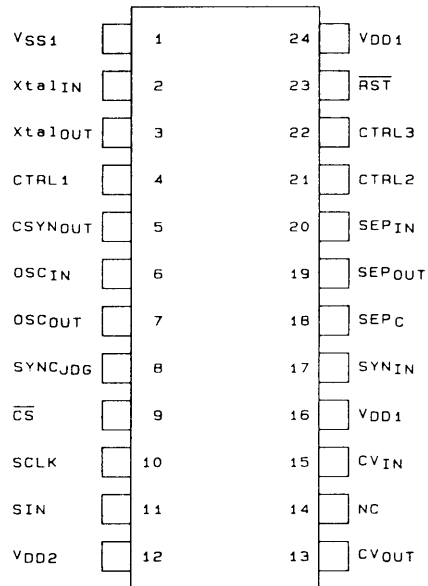 VSS1 1 24 VDD1
XtalIN 2 23 RST
XtalOUT 3 22 CTRL3
CTRL1 4 21 CTRL2
CSYNOUT 5 20 SEPIN
OSCIN 6 19 SEPOUT
OSCOUT 7 18 SEPC
SYNCJDG 8 17 SYNIN
CS 9 16 VDD1
SCLK 10 15 CVIN
SIN 11 14 NC
VDD2 12 13 CVOUT